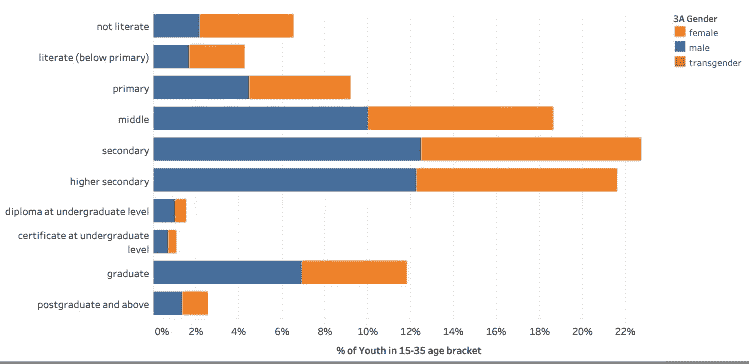 not literate
literate (below primary)
primary
middle
secondary
higher secondary
diploma at undergraduate level
certificate at undergraduate
level
graduate
postgraduate and above
0% 2% 4% 6% 8% 10% 12% 14% 16% 18% 20% 22%
% of Youth in 15-35 age bracket
3A Gender
female
male
transgender